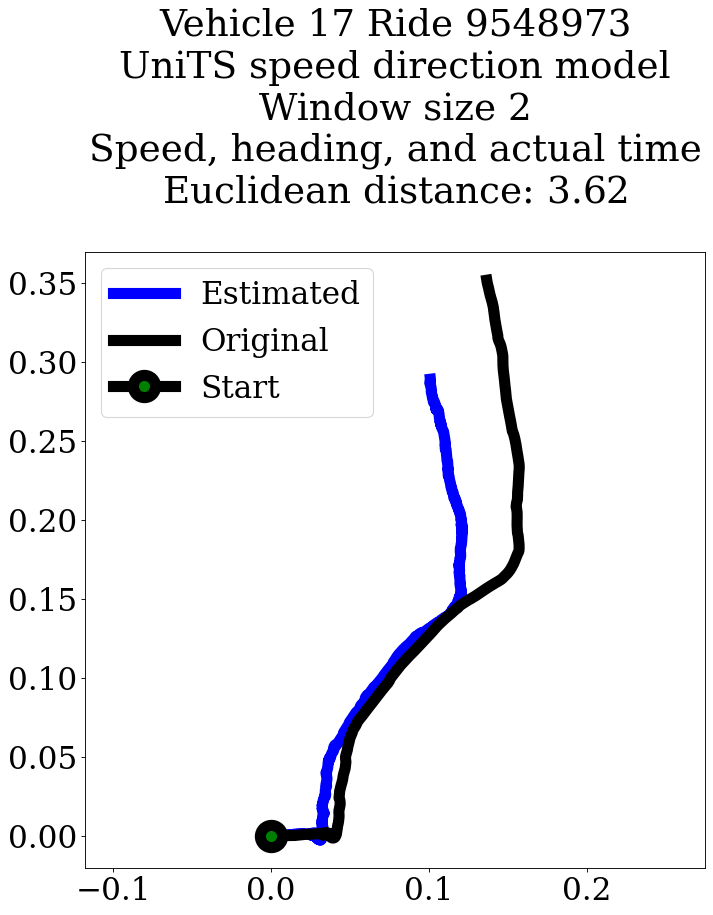 Vehicle 17 Ride 9548973
UniTS speed direction model
Window size 2
Speed, heading, and actual time
Euclidean distance: 3.62
Estimated
Original
Start
0.35
0.30
0.25
0.20
0.15
0.10
0.05
0.00
−0.1
0.0
0.1
0.2